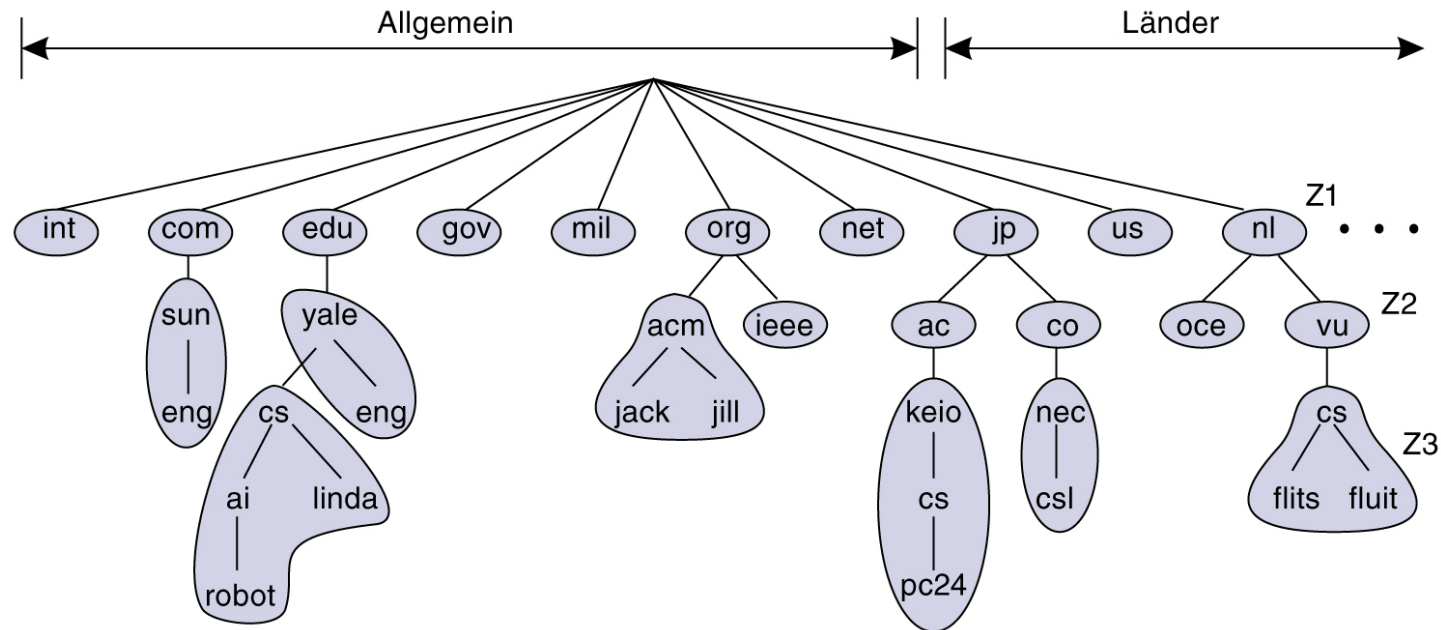 Allgemein Länder
Z1
int com edu gov mil org net jp us nl • • •
Z2
sun yale acm ieee ac co oce vu
eng cs eng jack jill keio nec cs
Z3
ai linda cs csl flits fluit
robot pc24